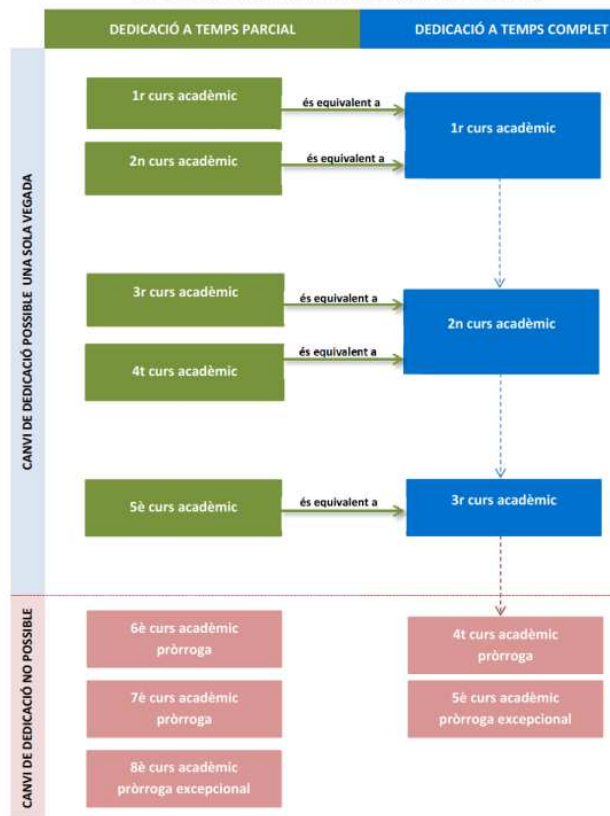 DEDICACIÓ A TEMPS PARCIAL
DEDICACIÓ A TEMPS COMPLET
CANVI DE DEDICACIÓ POSSIBLE UNA SOLA VEGADA
1r curs acadèmic
és equivalent a
1r curs acadèmic
2n curs acadèmic
és equivalent a
3r curs acadèmic
és equivalent a
2n curs acadèmic
4t curs acadèmic
és equivalent a
5è curs acadèmic
és equivalent a
3r curs acadèmic
CANVI DE DEDICACIÓ NO POSSIBLE
6è curs acadèmic
pròrroga
4t curs acadèmic
pròrroga
7è curs acadèmic
pròrroga
5è curs acadèmic
pròrroga excepcional
8è curs acadèmic
pròrroga excepcional